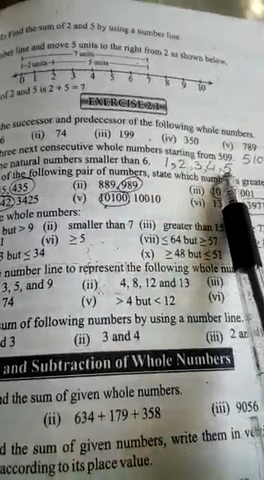 2: Find the sum of 2 and 5 by using a number line.
ber line and move 5 units to the right from 2 as shown below.
7 units
2 units 5 units
0 1 2 3 4 5 6 7 8 9 10
of 2 and 5 is 2 + 5 = 7
EXERCISE 2.1
he successor and predecessor of the following whole numbers.
6 (ii) 74 (iii) 199 (iv) 350 (v) 789
hree next consecutive whole numbers starting from 509. 510
he natural numbers smaller than 6. 1, 2, 3, 4, 5
of the following pair of numbers, state which number is greate
5,435 (ii) 889,989 (iii) 001
42,3425 (v) 10100, 10010 (vi) 13 397
e whole numbers:
but > 9 (ii) smaller than 7 (iii) greater than 15
(vi) ≥ 5 (vii) ≤ 64 but ≥ 57
3 but ≤ 34 (x) ≥ 48 but ≤ 51
number line to represent the following whole nu
3, 5, and 9 (ii) 4, 8, 12 and 13 (iii)
74 (v) > 4 but < 12 (vi)
um of following numbers by using a number line.
d 3 (ii) 3 and 4 (iii) 2 an
and Subtraction of Whole Numbers
nd the sum of given whole numbers.
(ii) 634 + 179 + 358 (iii) 9056
d the sum of given numbers, write them in ve
according to its place value.